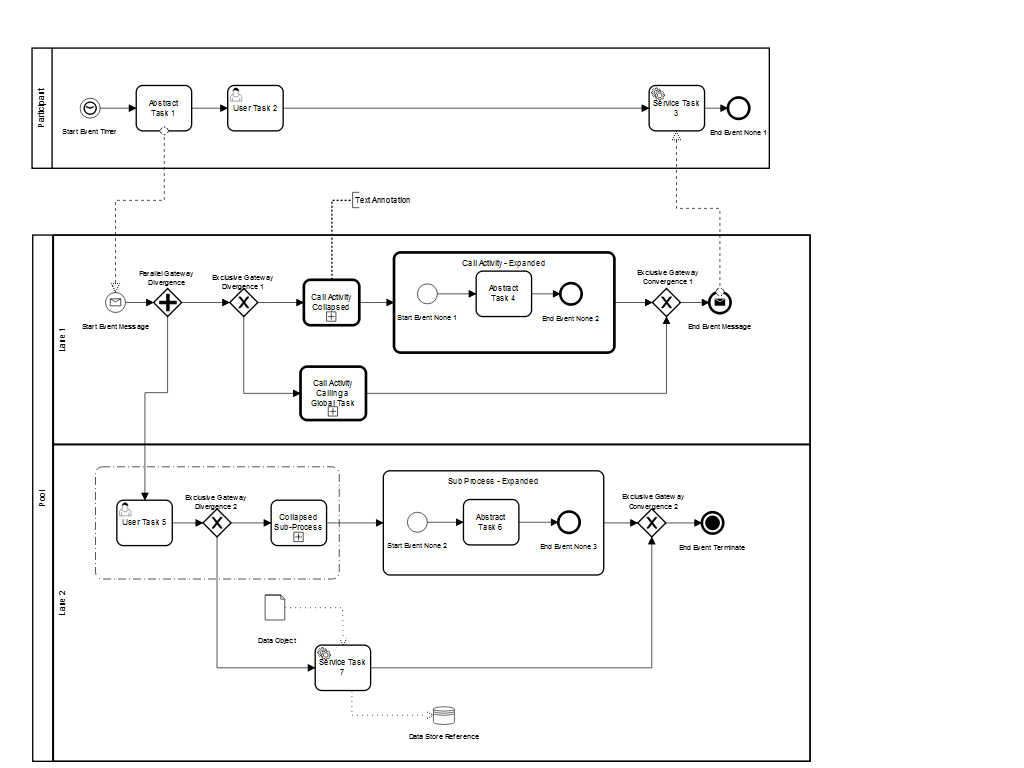 Participant
Abstract
Task 1
User Task 2
Service Task
3
Start Event Timer
End Event None 1
Text Annotation
Pool
Lane 1
Parallel Gateway
Divergence
Exclusive Gateway
Divergence 1
Call Activity
Collapsed
Call Activity - Expanded
Abstract
Task 4
Start Event None 1
End Event None 2
Exclusive Gateway
Convergence 1
Start Event Message
End Event Message
Call Activity
Calling a
Global Task
Lane 2
User Task 5
Exclusive Gateway
Divergence 2
Collapsed
Sub-Process
Sub Process - Expanded
Abstract
Task 6
Start Event None 2
End Event None 3
Exclusive Gateway
Convergence 2
End Event Terminate
Data Object
Service Task
7
Data Store Reference